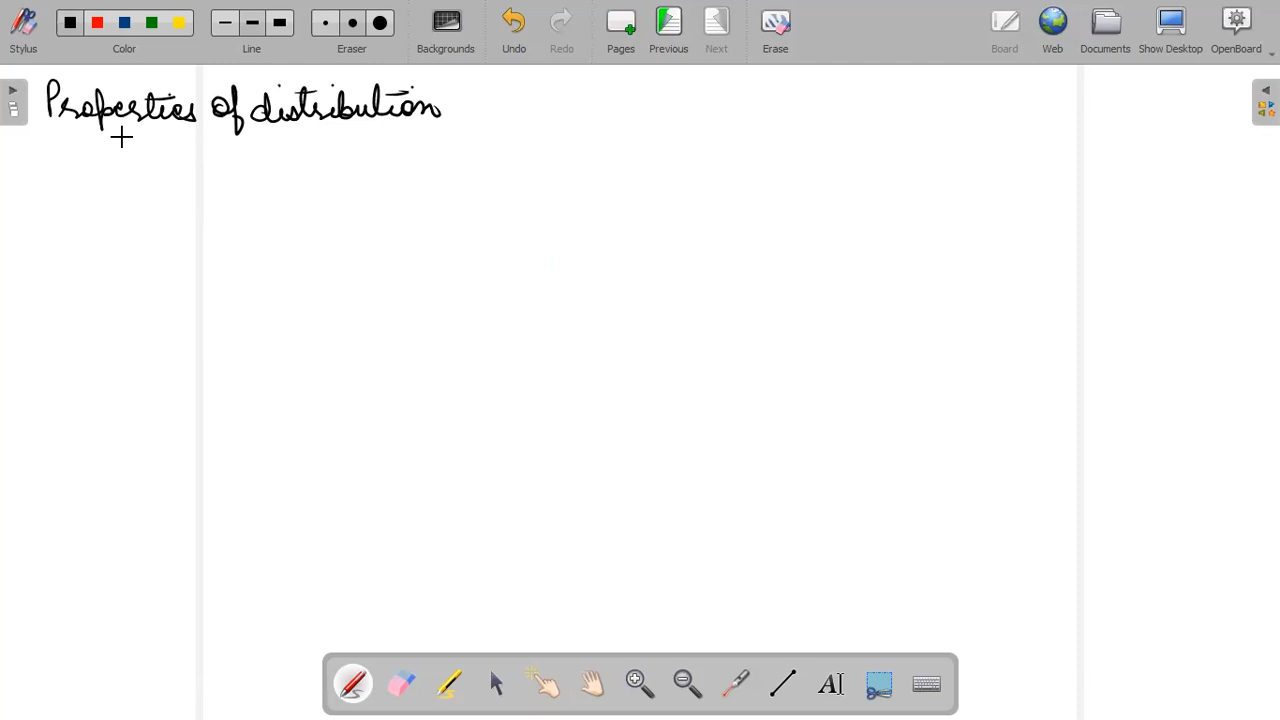 Stylus Color Line Eraser Backgrounds Undo Redo Pages Previous Next Erase Board Web Documents Show Desktop OpenBoard
Properties of distribution